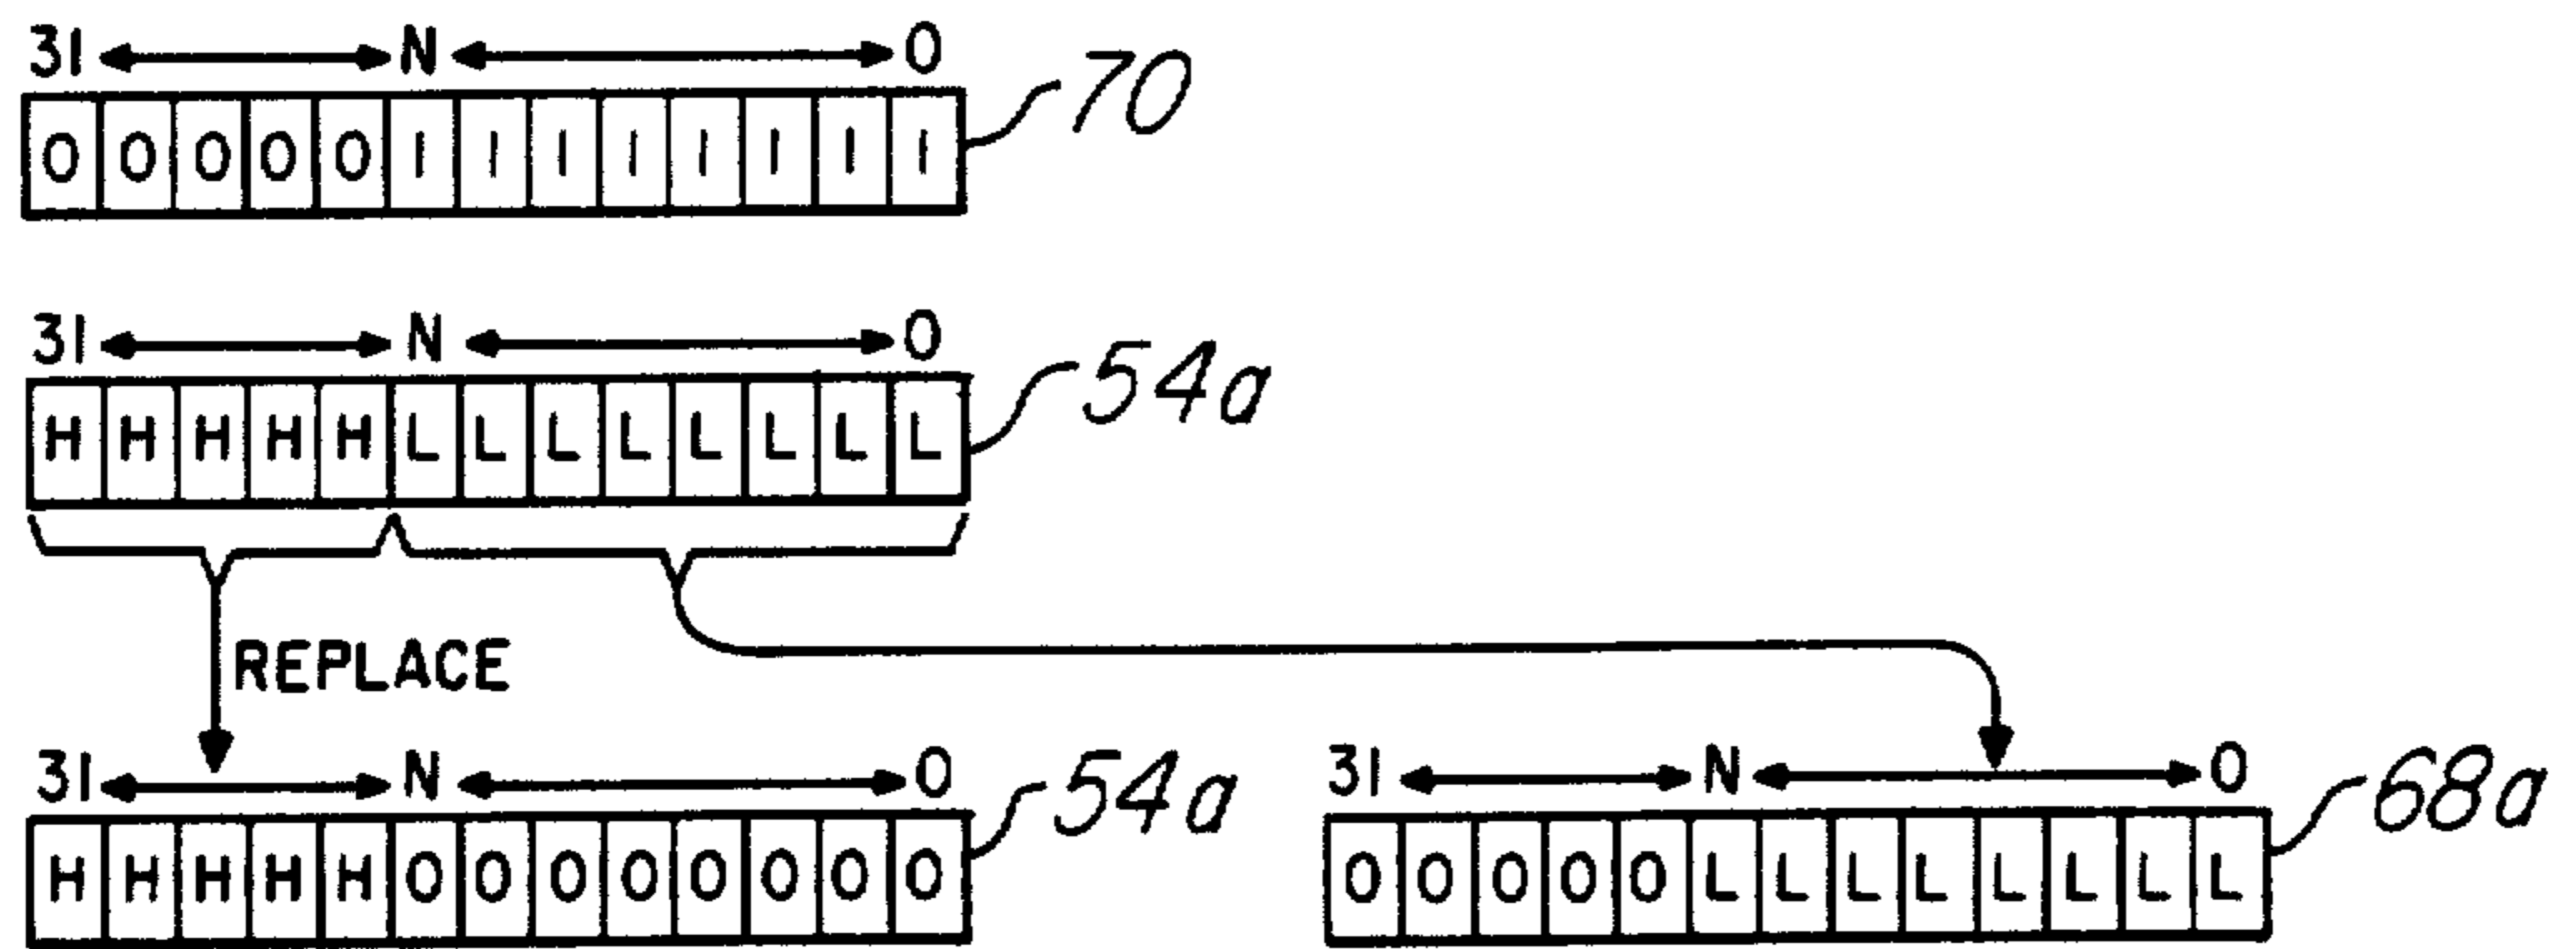 31 N 0
0 0 0 0 0 1 1 1 1 1 1 1 1 70
31 N 0
H H H H H L L L L L L L L 54a
REPLACE
31 N 0 31 N 0
H H H H H 0 0 0 0 0 0 0 0 54a 0 0 0 0 0 L L L L L L L L 68a